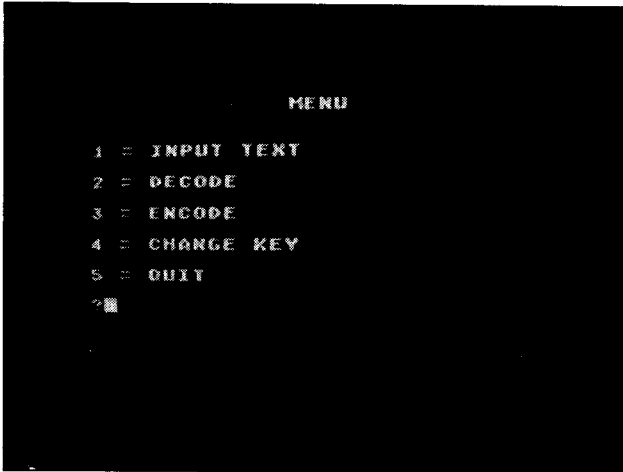 MENU
1 = INPUT TEXT
2 = DECODE
3 = ENCODE
4 = CHANGE KEY
5 = QUIT
?